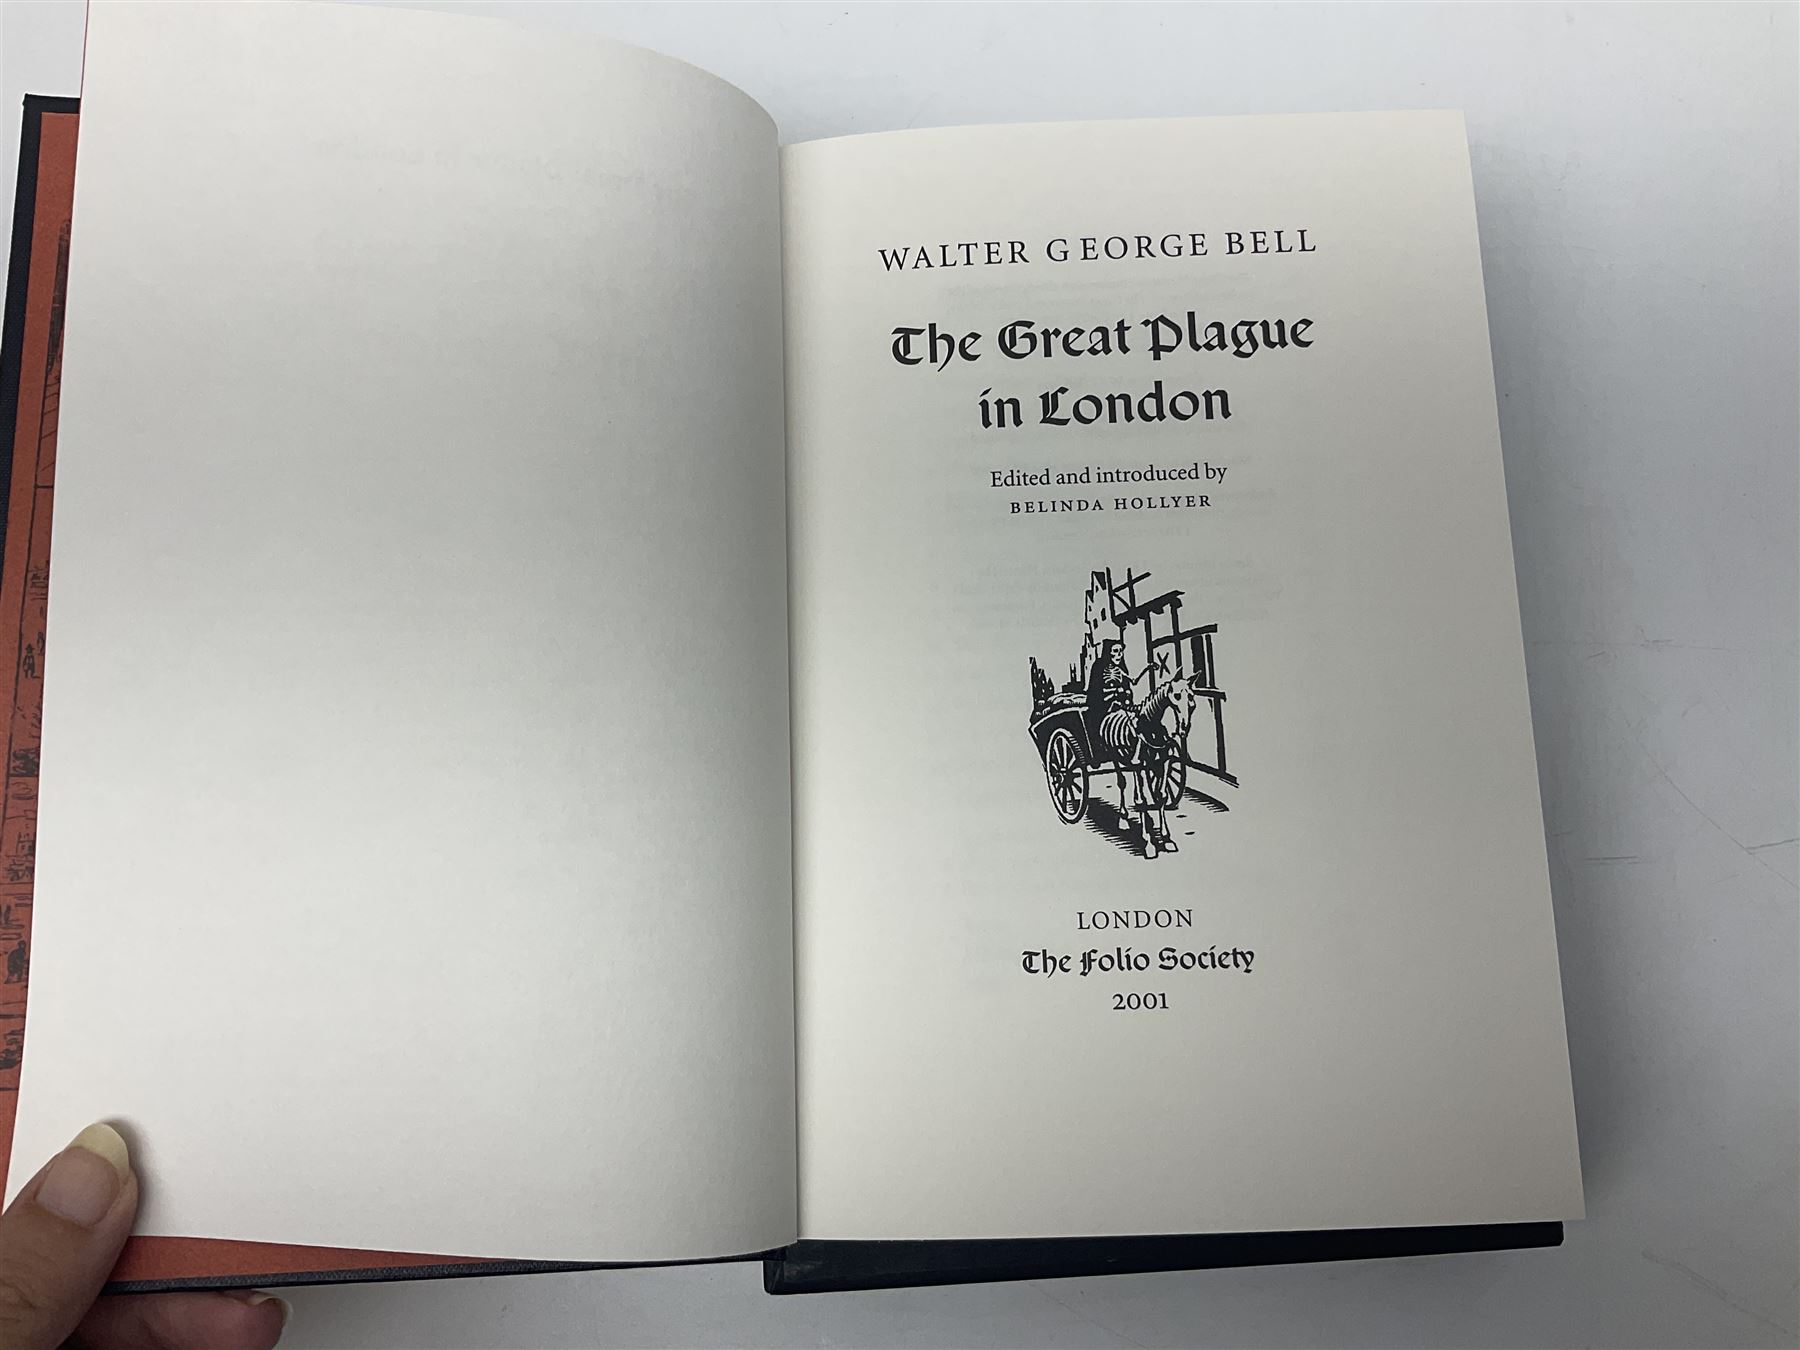 WALTER GEORGE BELL
The Great Plague
in London
Edited and introduced by
BELINDA HOLLYER
LONDON
The Folio Society
2001